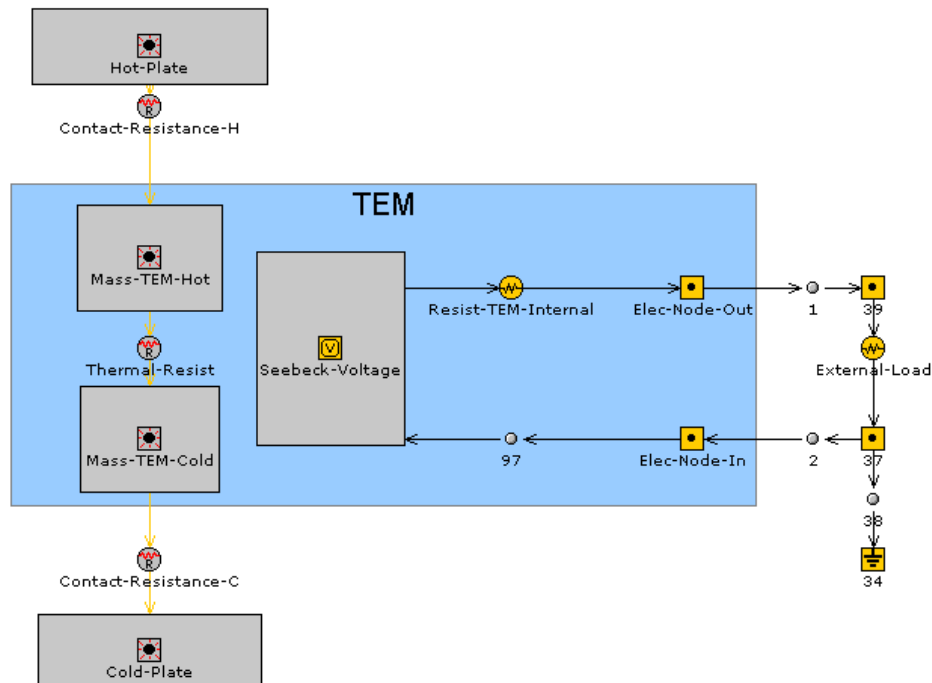 Hot-Plate
R
Contact-Resistance-H
TEM
Mass-TEM-Hot
Resist-TEM-Internal
Elec-Node-Out
1
39
R
Thermal-Resist
V
Seebeck-Voltage
External-Load
Mass-TEM-Cold
97
Elec-Node-In
2
37
38
R
Contact-Resistance-C
34
Cold-Plate